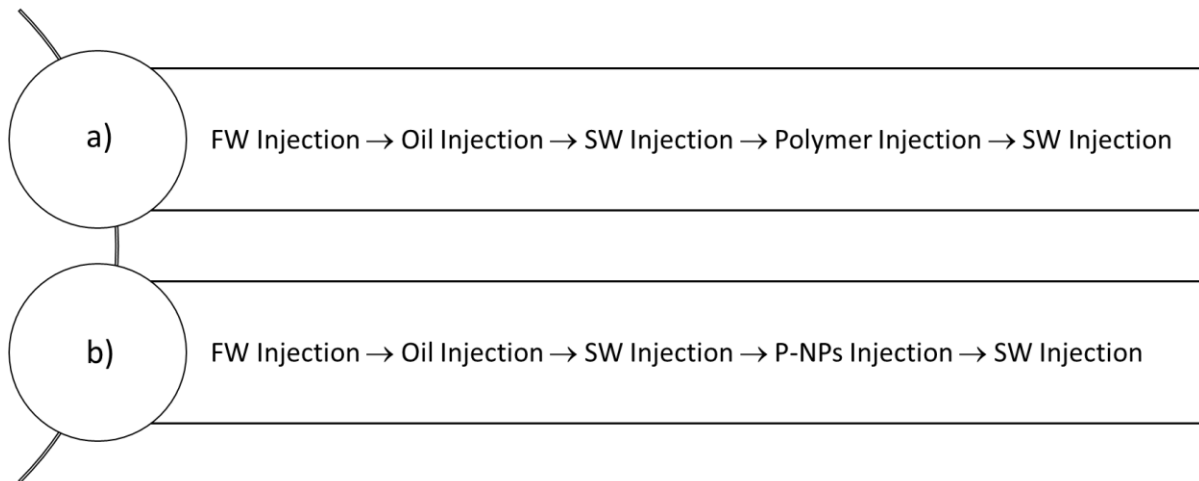 a)
FW Injection → Oil Injection → SW Injection → Polymer Injection → SW Injection
b)
FW Injection → Oil Injection → SW Injection → P-NPs Injection → SW Injection